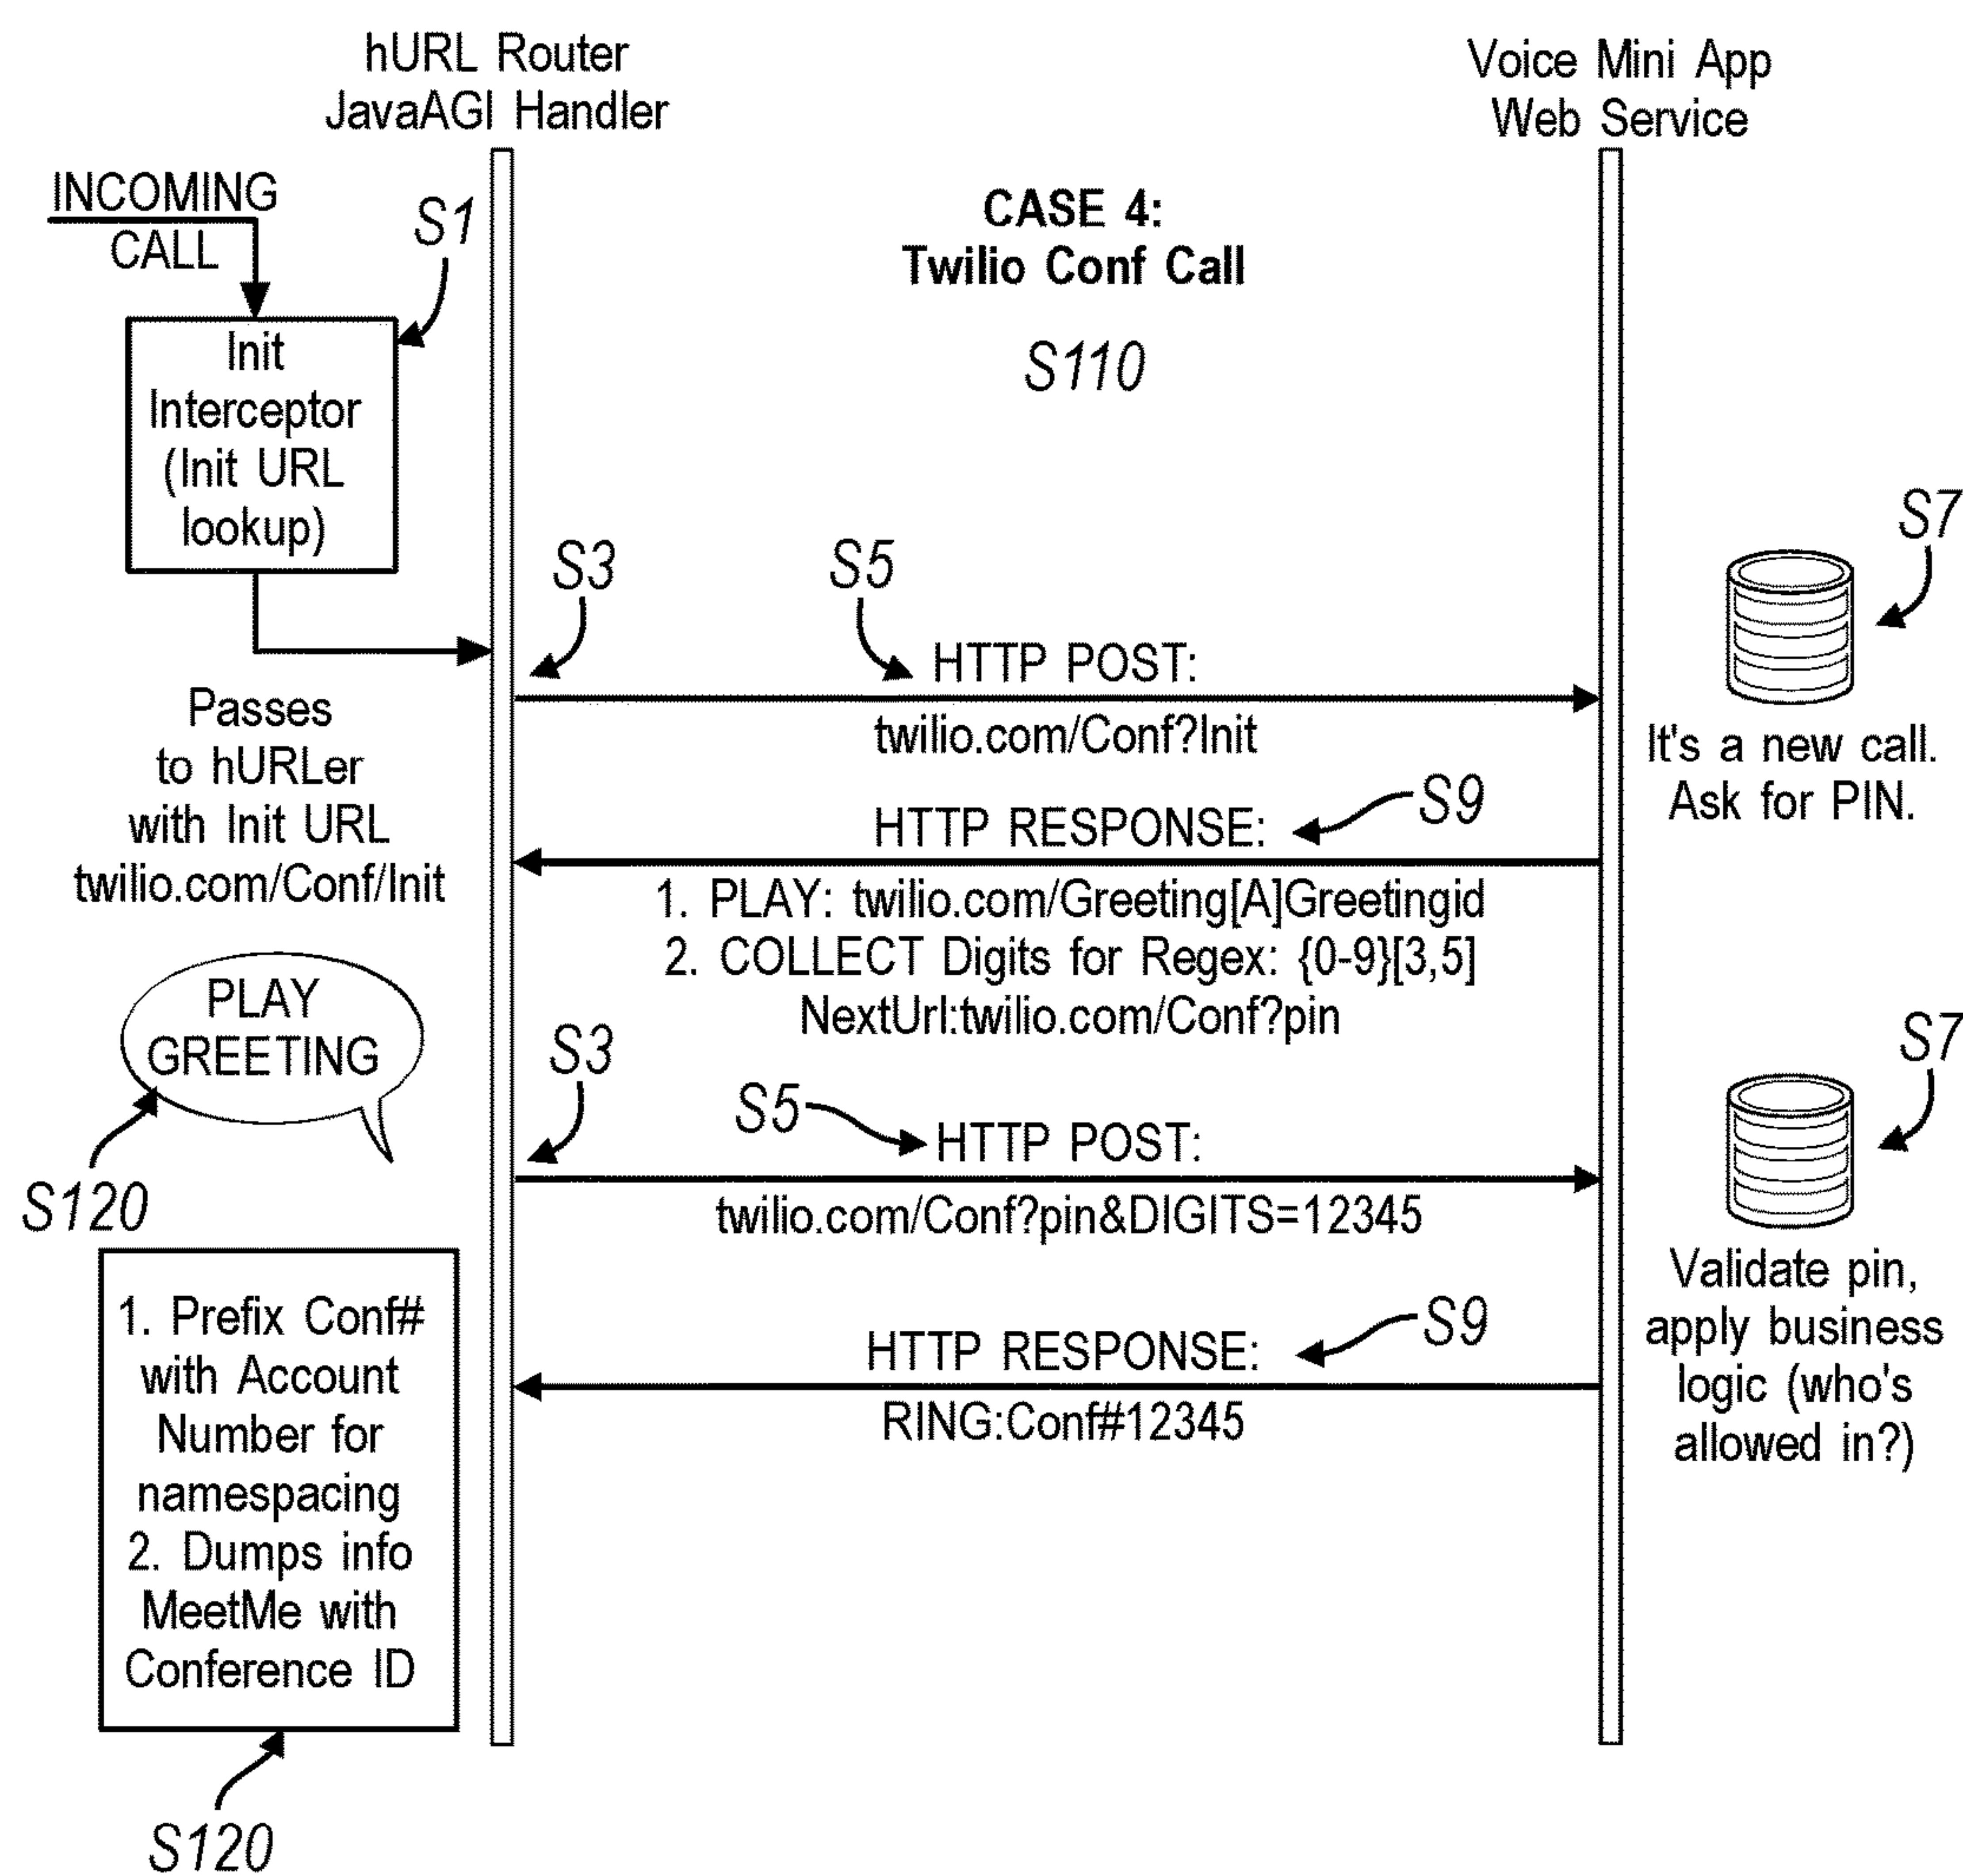 hURL Router
JavaAGI Handler
Voice Mini App
Web Service
INCOMING
CALL
S1
CASE 4:
Twilio Conf Call
S110
Init
Interceptor
(Init URL
lookup)
S3
S5
S7
HTTP POST:
twilio.com/Conf?Init
It's a new call.
Ask for PIN.
Passes
to hURLer
with Init URL
twilio.com/Conf/Init
HTTP RESPONSE:
S9
1. PLAY: twilio.com/Greeting[A]Greetingid
2. COLLECT Digits for Regex: {0-9}[3,5]
NextUrl:twilio.com/Conf?pin
PLAY
GREETING
S120
S3
S5
S7
HTTP POST:
twilio.com/Conf?pin&DIGITS=12345
Validate pin,
apply business
logic (who's
allowed in?)
HTTP RESPONSE:
S9
RING:Conf#12345
1. Prefix Conf#
with Account
Number for
namespacing
2. Dumps info
MeetMe with
Conference ID
S120